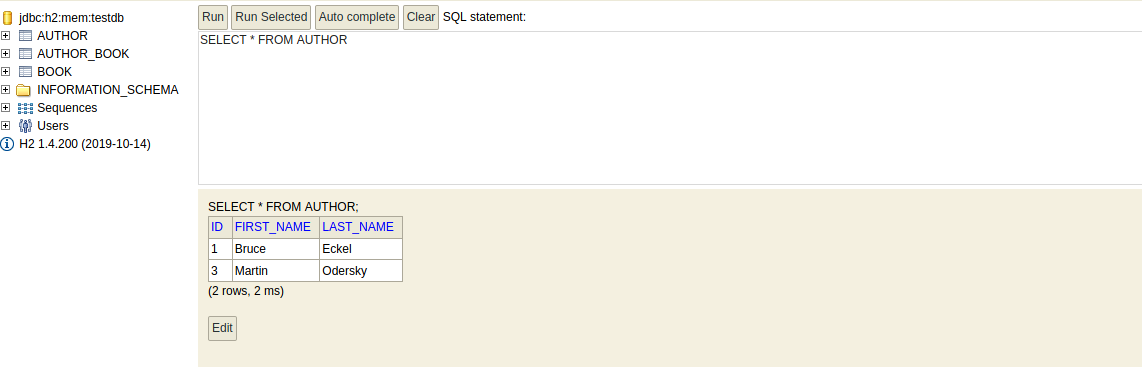 jdbc:h2:mem:testdb
AUTHOR
AUTHOR_BOOK
BOOK
INFORMATION_SCHEMA
Sequences
Users
H2 1.4.200 (2019-10-14)
Run Run Selected Auto complete Clear SQL statement:
SELECT * FROM AUTHOR
SELECT * FROM AUTHOR;
ID FIRST_NAME LAST_NAME
1 Bruce Eckel
3 Martin Odersky
(2 rows, 2 ms)
Edit